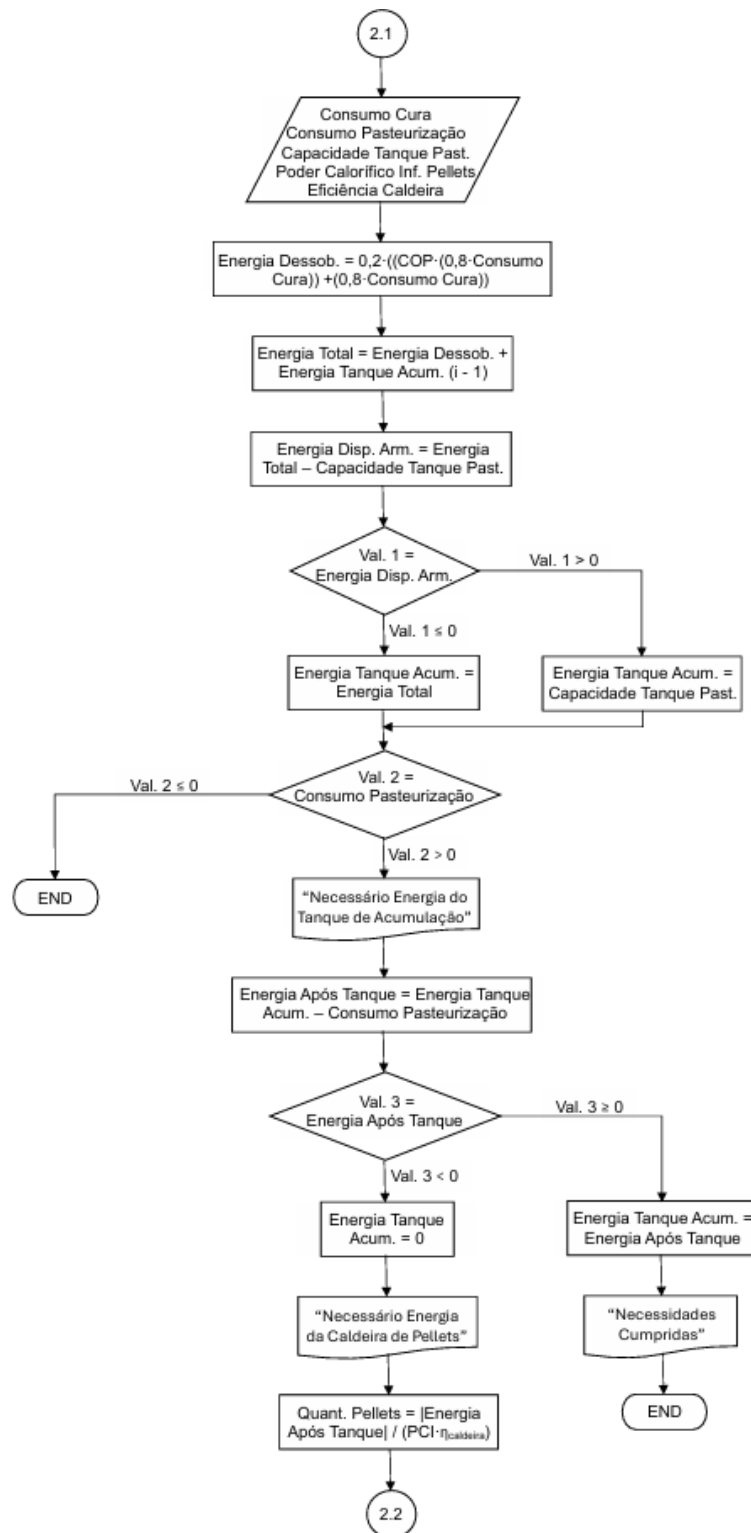 2.1
Consumo Cura
Consumo Pasteurização
Capacidade Tanque Past.
Poder Calorífico Inf. Pellets
Eficiência Caldeira
Energia Dessob. = 0,2·((COP·(0,8·Consumo
Cura)) +(0,8·Consumo Cura))
Energia Total = Energia Dessob. +
Energia Tanque Acum. (i - 1)
Energia Disp. Arm. = Energia
Total – Capacidade Tanque Past.
Val. 1 =
Energia Disp. Arm.
Val. 1 > 0
Val. 1 ≤ 0
Energia Tanque Acum. =
Energia Total
Energia Tanque Acum. =
Capacidade Tanque Past.
Val. 2 =
Consumo Pasteurização
Val. 2 ≤ 0
Val. 2 > 0
END
“Necessário Energia do
Tanque de Acumulação”
Energia Após Tanque = Energia Tanque
Acum. – Consumo Pasteurização
Val. 3 =
Energia Após Tanque
Val. 3 ≥ 0
Val. 3 < 0
Energia Tanque
Acum. = 0
Energia Tanque Acum. =
Energia Após Tanque
“Necessário Energia
da Caldeira de Pellets”
“Necessidades
Cumpridas”
Quant. Pellets = |Energia
Após Tanque| / (PCI·η꜀caldeira)
END
2.2